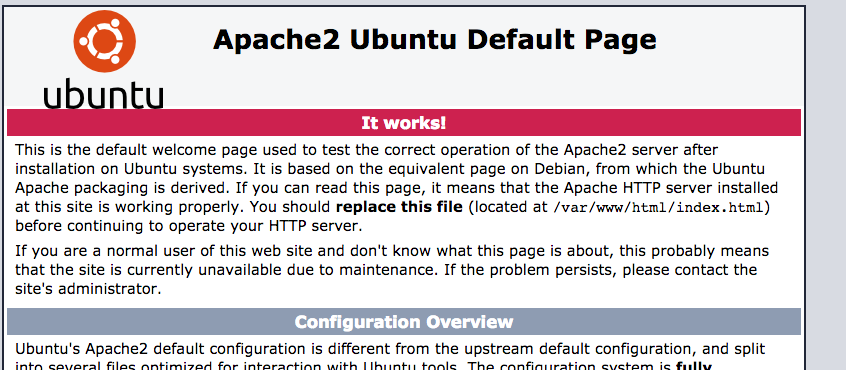 ubuntu
Apache2 Ubuntu Default Page
It works!
This is the default welcome page used to test the correct operation of the Apache2 server after
installation on Ubuntu systems. It is based on the equivalent page on Debian, from which the Ubuntu
Apache packaging is derived. If you can read this page, it means that the Apache HTTP server installed
at this site is working properly. You should replace this file (located at /var/www/html/index.html)
before continuing to operate your HTTP server.
If you are a normal user of this web site and don't know what this page is about, this probably means
that the site is currently unavailable due to maintenance. If the problem persists, please contact the
site's administrator.
Configuration Overview
Ubuntu's Apache2 default configuration is different from the upstream default configuration, and split
into several files optimized for interaction with Ubuntu tools. The configuration system is fully